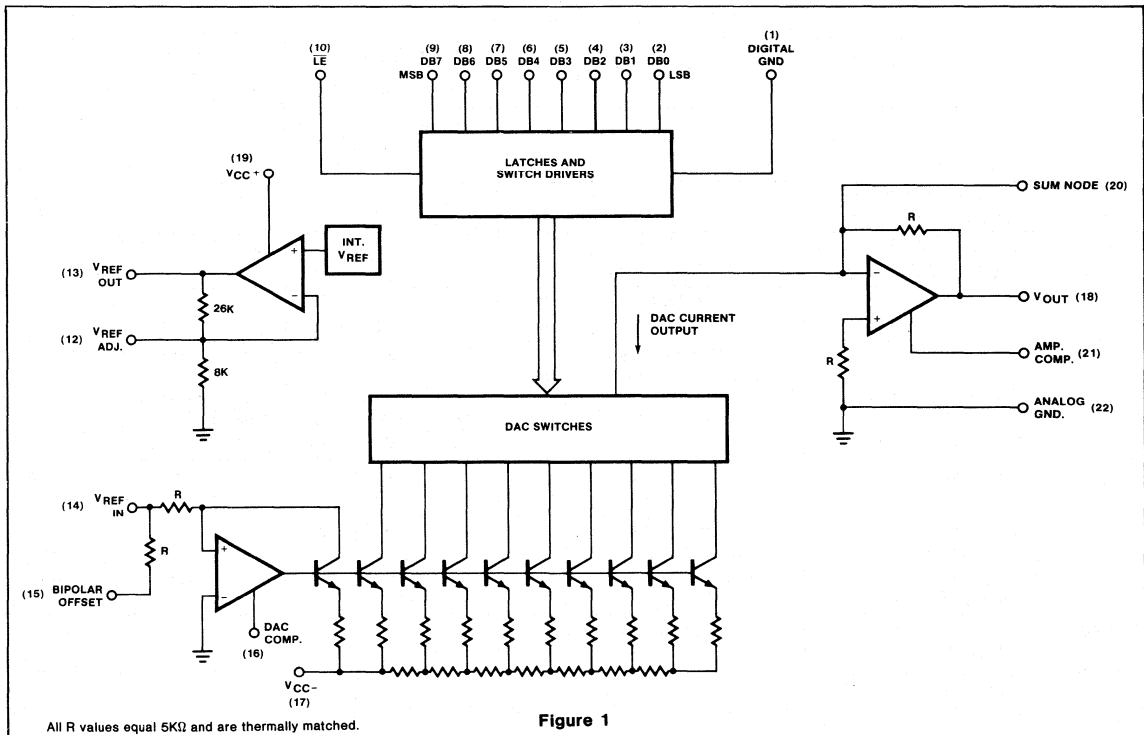 (10)
LE
(9)
DB7
MSB
(8)
DB6
(7)
DB5
(6)
DB4
(5)
DB3
(4)
DB2
(3)
DB1
(2)
DB0
LSB
(1)
DIGITAL
GND
LATCHES AND
SWITCH DRIVERS
(19)
VCC+
INT.
VREF
+
−
(13) VREF
OUT
26K
(12) VREF
ADJ.
8K
SUM NODE (20)
R
−
+
VOUT (18)
R
AMP.
COMP. (21)
ANALOG
GND. (22)
DAC CURRENT
OUTPUT
DAC SWITCHES
(14) VREF
IN
R
R
+
−
(15) BIPOLAR
OFFSET
DAC
COMP.
(16)
VCC−
(17)
All R values equal 5KΩ and are thermally matched.
Figure 1